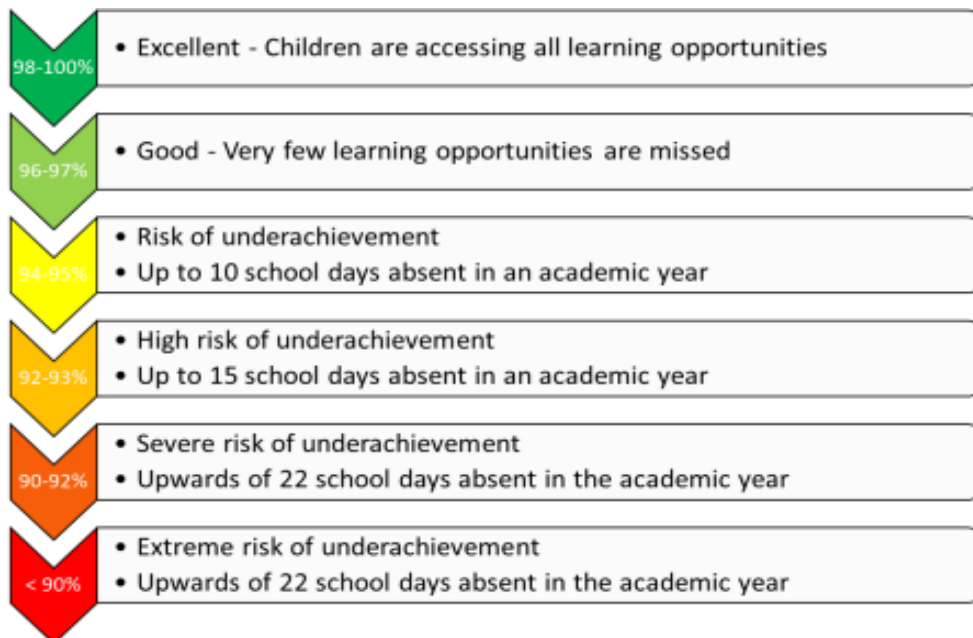 98-100%
• Excellent - Children are accessing all learning opportunities
96-97%
• Good - Very few learning opportunities are missed
94-95%
• Risk of underachievement
• Up to 10 school days absent in an academic year
92-93%
• High risk of underachievement
• Up to 15 school days absent in an academic year
90-92%
• Severe risk of underachievement
• Upwards of 22 school days absent in the academic year
< 90%
• Extreme risk of underachievement
• Upwards of 22 school days absent in the academic year